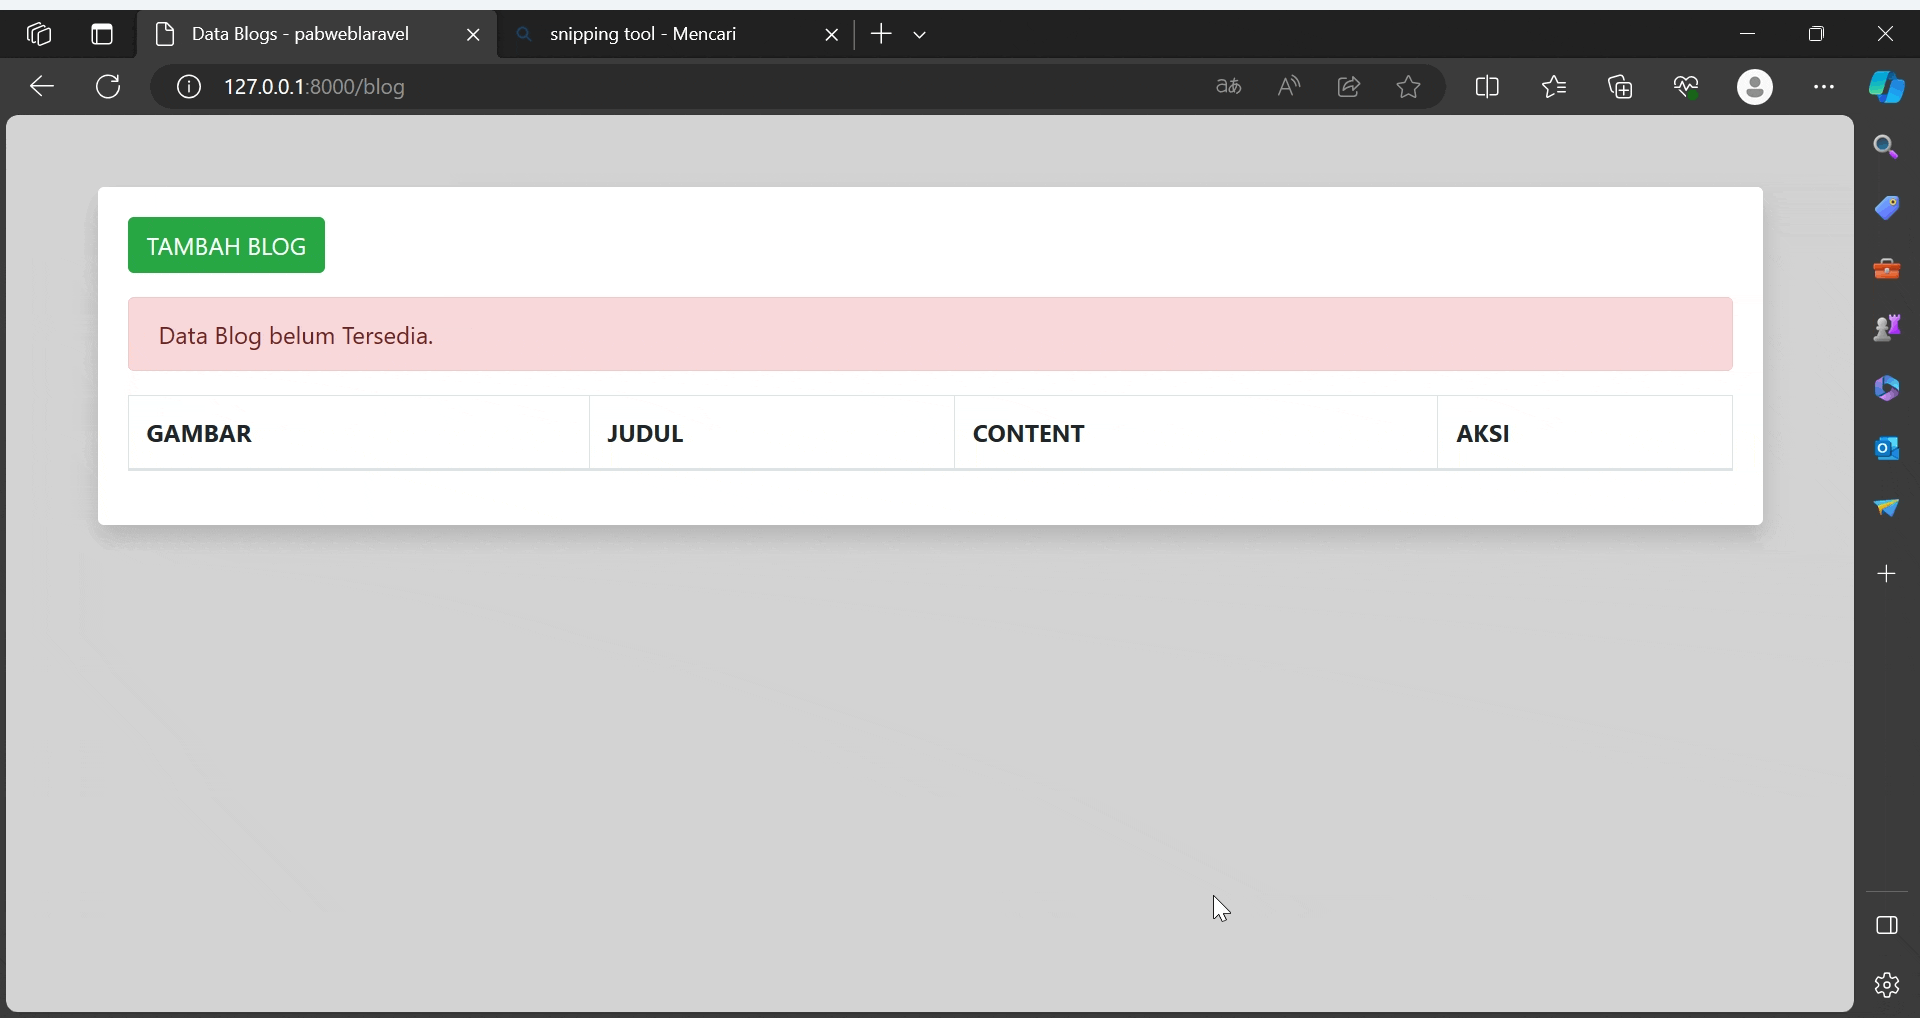 Data Blogs - pabweblaravel
snipping tool - Mencari
127.0.0.1:8000/blog
TAMBAH BLOG
Data Blog belum Tersedia.
GAMBAR JUDUL CONTENT AKSI